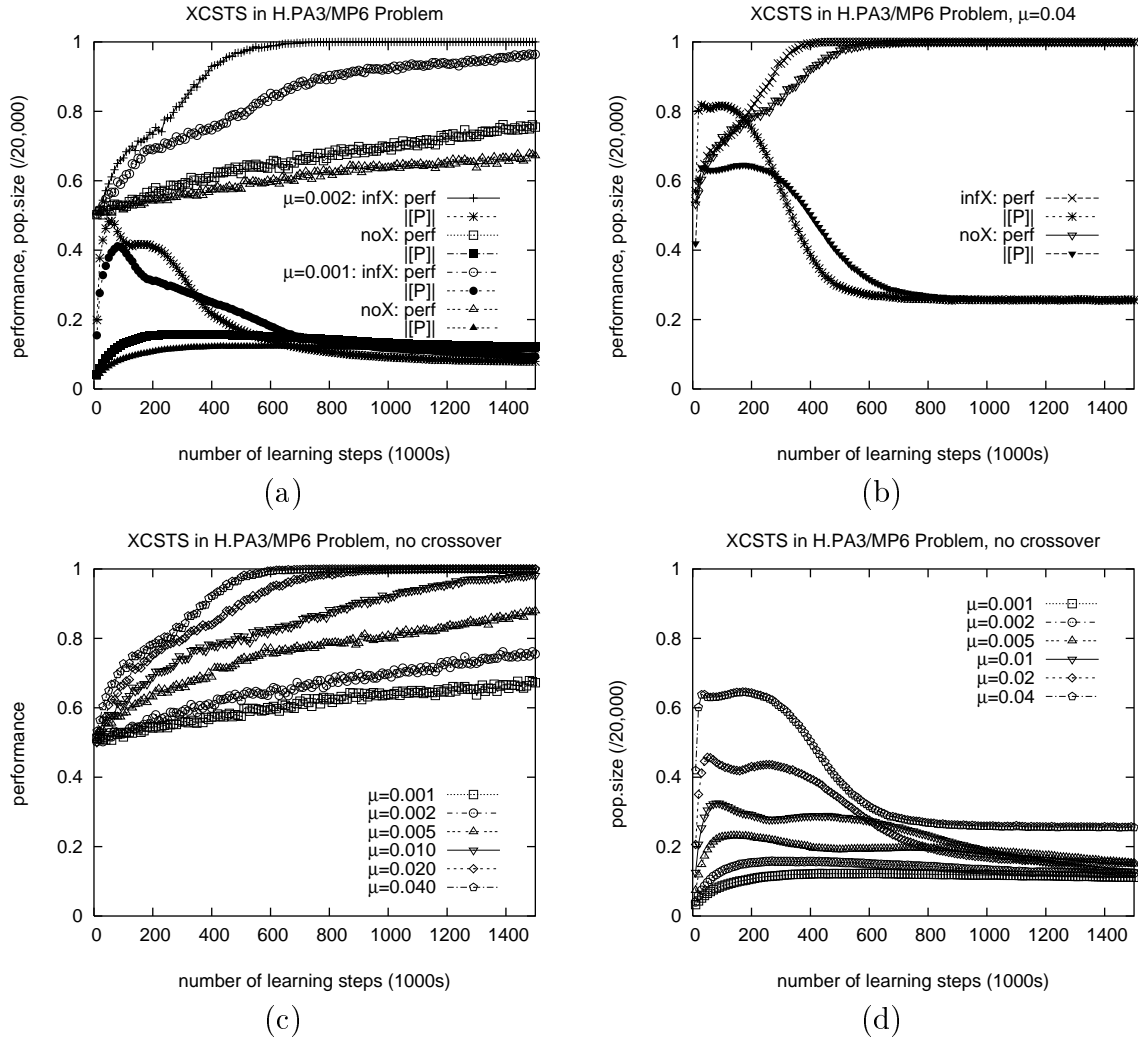 XCSTS in H.PA3/MP6 Problem
performance, pop.size (/20,000)
1
0.8
0.6
0.4
0.2
0
μ=0.002: infX: perf
|[P]|
noX: perf
|[P]|
μ=0.001: infX: perf
|[P]|
noX: perf
|[P]|
0 200 400 600 800 1000 1200 1400
number of learning steps (1000s)
(a)
XCSTS in H.PA3/MP6 Problem, μ=0.04
performance, pop.size (/20,000)
1
0.8
0.6
0.4
0.2
0
infX: perf
|[P]|
noX: perf
|[P]|
0 200 400 600 800 1000 1200 1400
number of learning steps (1000s)
(b)
XCSTS in H.PA3/MP6 Problem, no crossover
performance
1
0.8
0.6
0.4
0.2
0
μ=0.001
μ=0.002
μ=0.005
μ=0.010
μ=0.020
μ=0.040
0 200 400 600 800 1000 1200 1400
number of learning steps (1000s)
(c)
XCSTS in H.PA3/MP6 Problem, no crossover
pop.size (/20,000)
1
0.8
0.6
0.4
0.2
0
μ=0.001
μ=0.002
μ=0.005
μ=0.01
μ=0.02
μ=0.04
0 200 400 600 800 1000 1200 1400
number of learning steps (1000s)
(d)